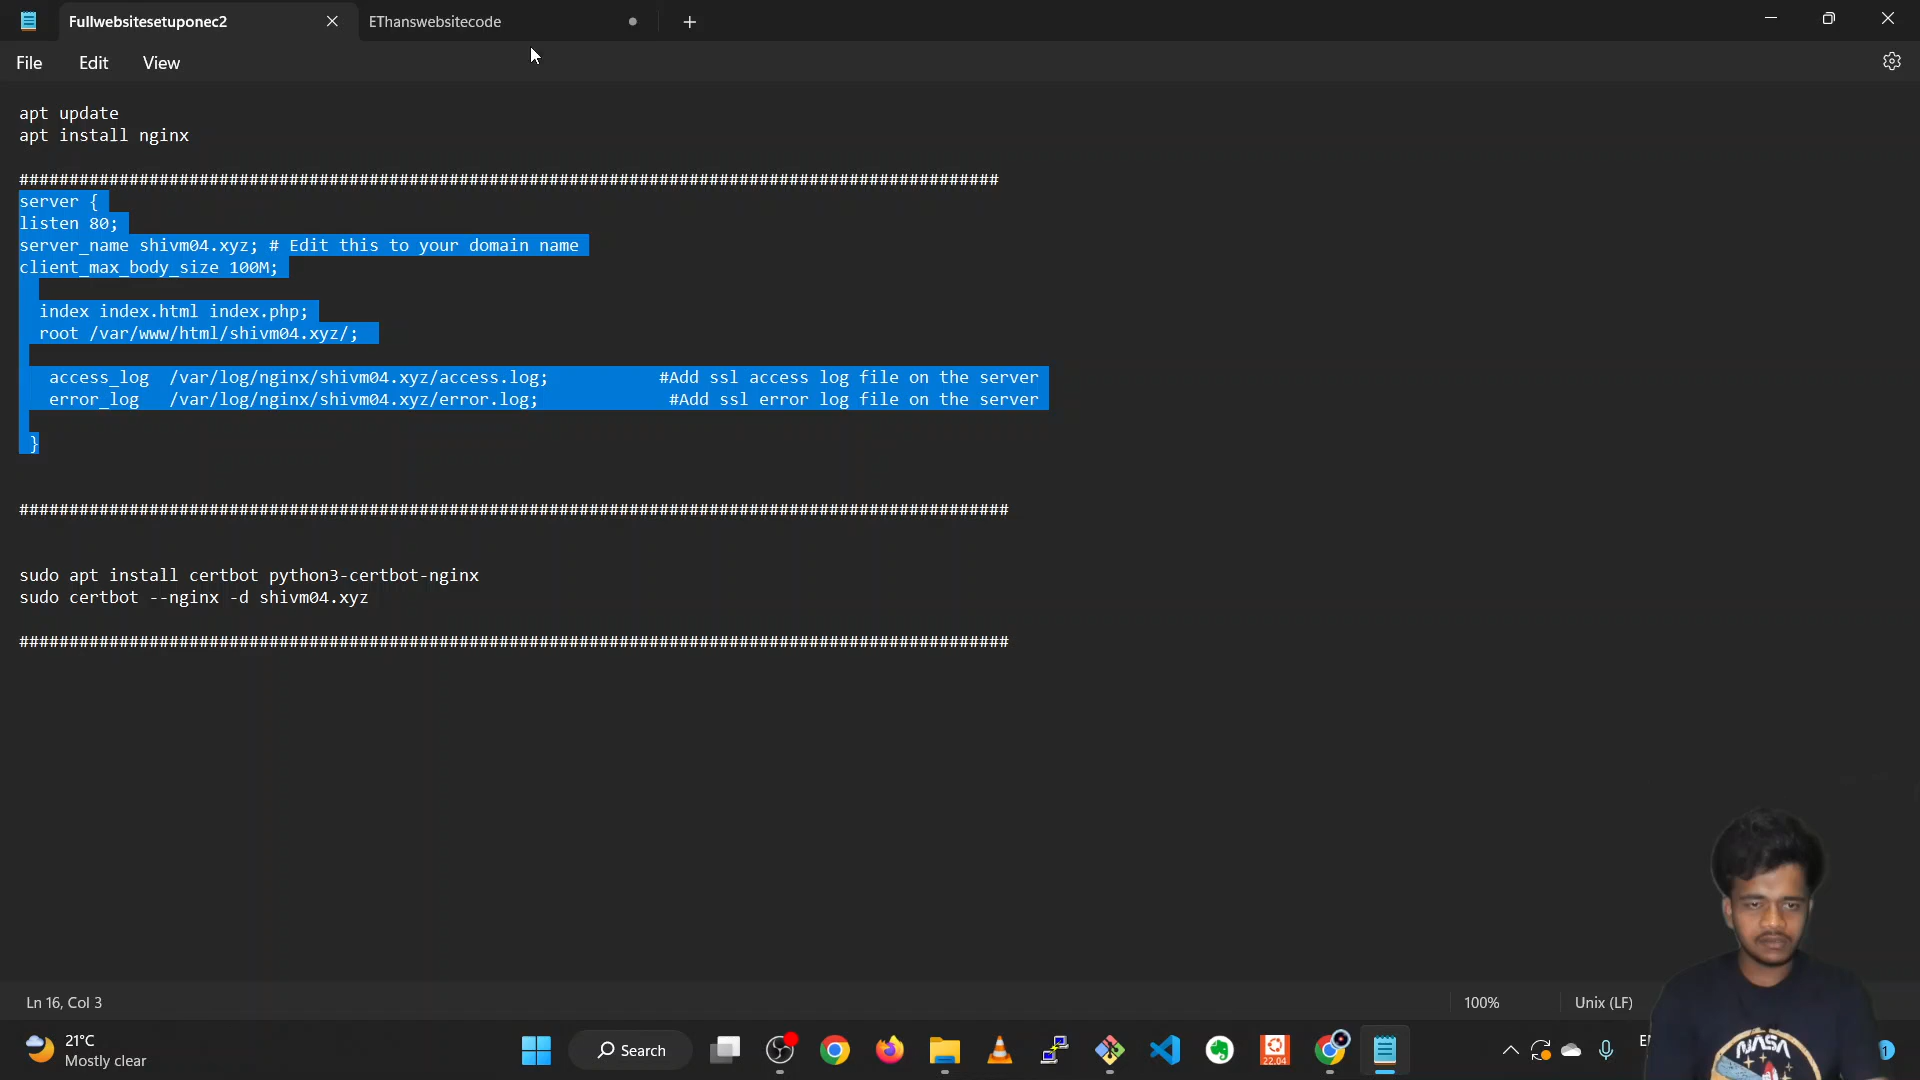 Fullwebsitesetuponec2
EThanswebsitecode
File Edit View
apt update
apt install nginx
##################################################################################################
server {
listen 80;
server_name shivm04.xyz; # Edit this to your domain name
client_max_body_size 100M;
index index.html index.php;
root /var/www/html/shivm04.xyz/;
access_log /var/log/nginx/shivm04.xyz/access.log; #Add ssl access log file on the server
error_log /var/log/nginx/shivm04.xyz/error.log; #Add ssl error log file on the server
}
###################################################################################################
sudo apt install certbot python3-certbot-nginx
sudo certbot --nginx -d shivm04.xyz
###################################################################################################
Ln 16, Col 3
100%
Unix (LF)
21°C
Mostly clear
Search
22.04
1
NASA